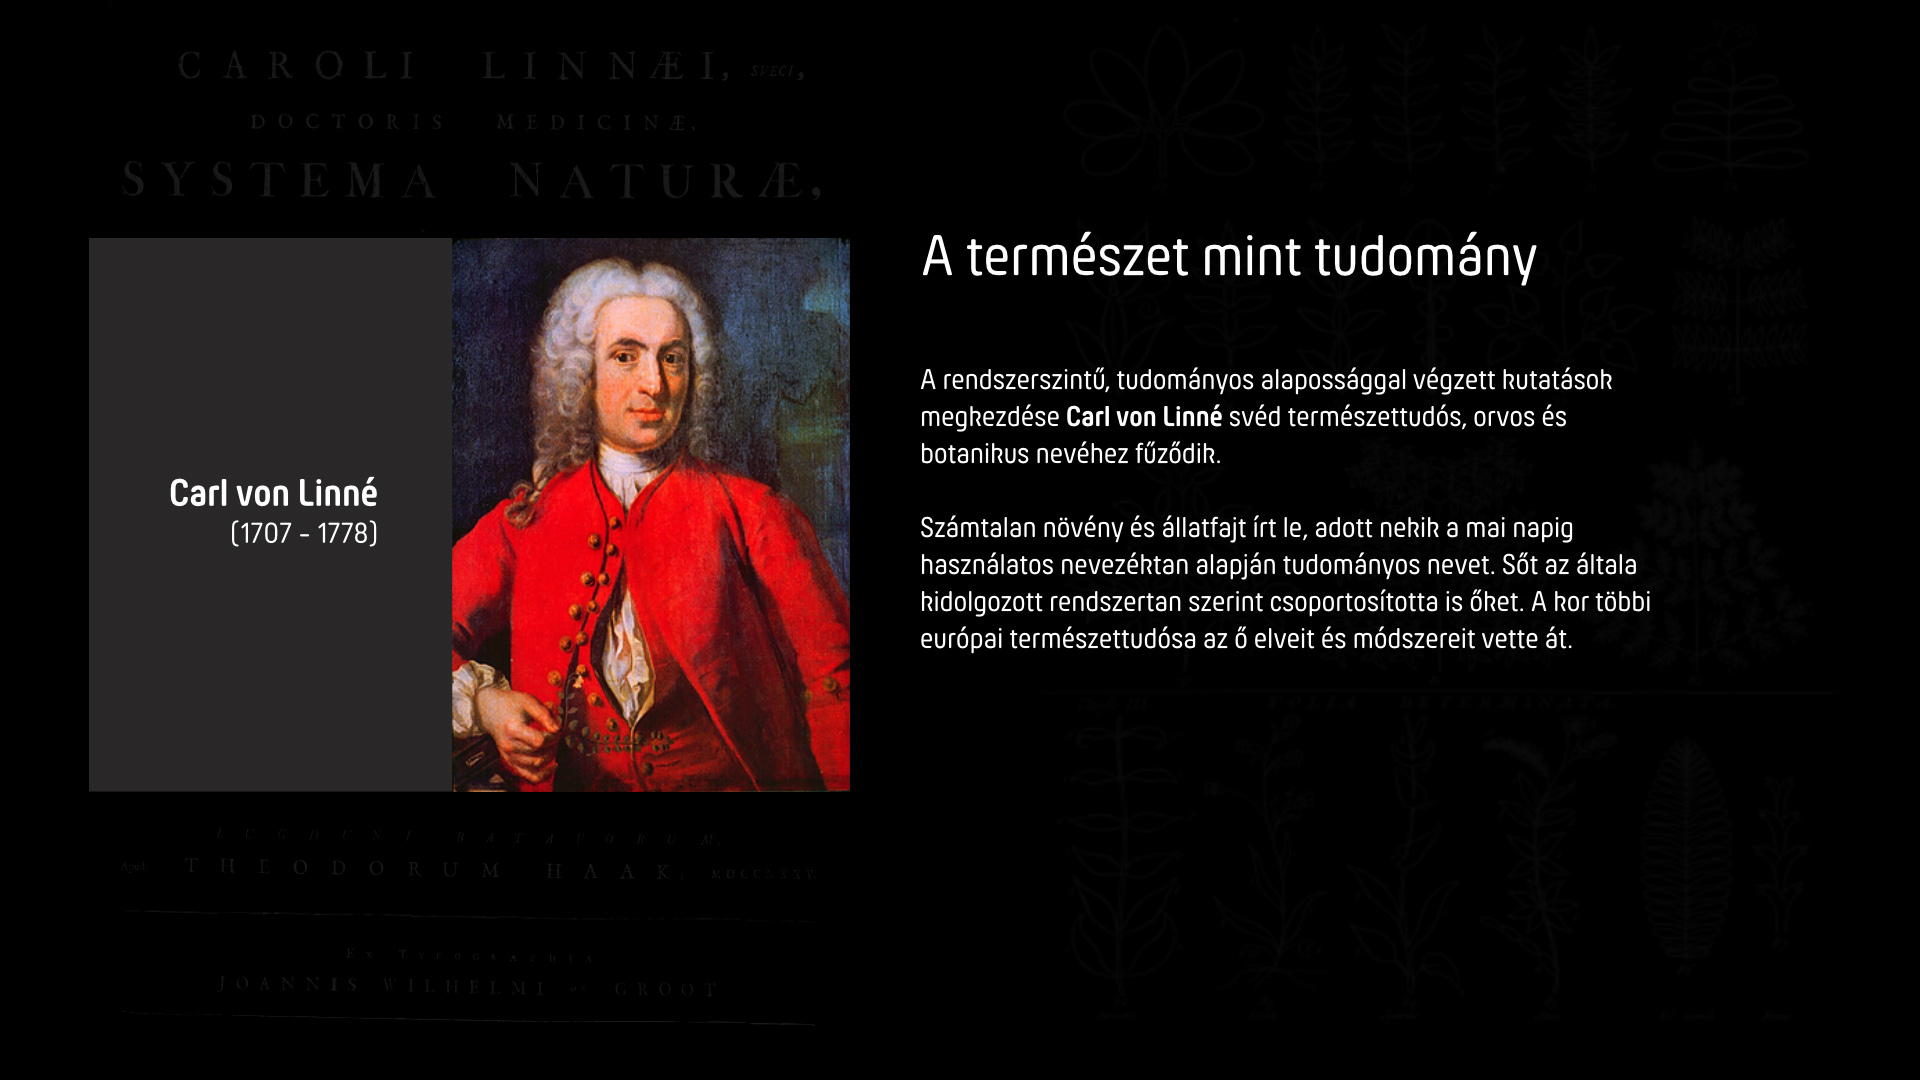 CAROLI LINNÆI, SVECI,
DOCTORIS MEDICINÆ,
SYSTEMA NATURÆ,
Carl von Linné
(1707 - 1778)
A természet mint tudomány
A rendszerszintű, tudományos alapossággal végzett kutatások
megkezdése Carl von Linné svéd természettudós, orvos és
botanikus nevéhez fűződik.
Számtalan növény és állatfajt írt le, adott nekik a mai napig
használatos nevezéktan alapján tudományos nevet. Sőt az általa
kidolgozott rendszertan szerint csoportosította is őket. A kor többi
európai természettudósa az ő elveit és módszereit vette át.
FOLIA DETERMINATA
LUGDUNI BATAVORUM,
Apud THEODORUM HAAK, MDCCXXXV.
Ex TYPOGRAPHIA
JOANNIS WILHELMI DE GROOT